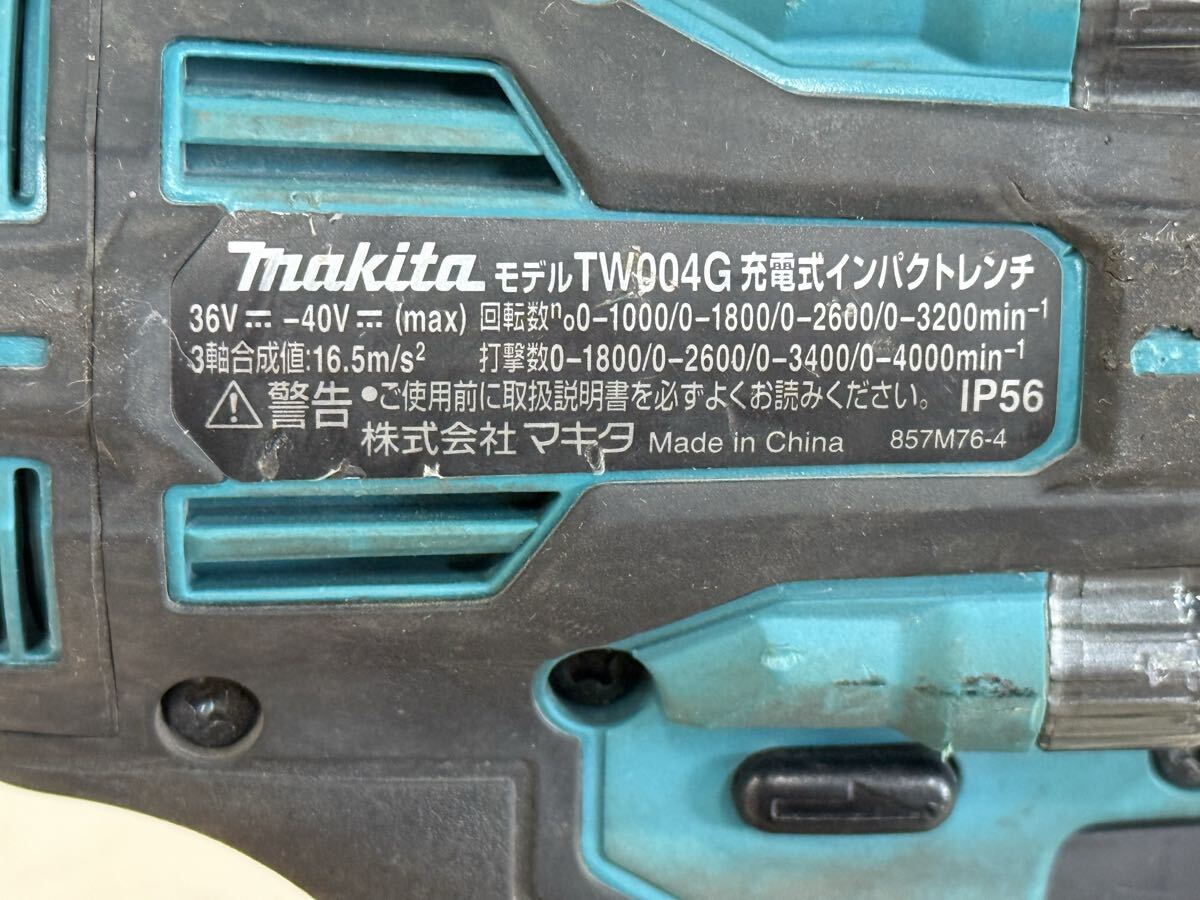 makita モデルTW004G 充電式インパクトレンチ
36V⎓ -40V⎓ (max) 回転数n₀0-1000/0-1800/0-2600/0-3200min⁻¹
3軸合成値:16.5m/s² 打撃数0-1800/0-2600/0-3400/0-4000min⁻¹
⚠警告 •ご使用前に取扱説明書を必ずよくお読みください。 IP56
株式会社マキタ Made in China 857M76-4